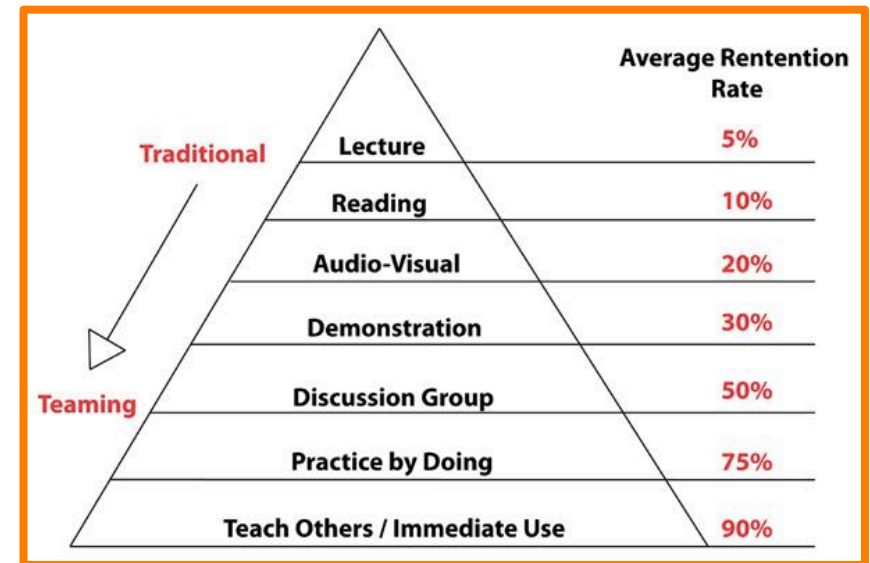 Average Rentention
Rate
Lecture 5%
Traditional
Reading 10%
Audio-Visual 20%
Demonstration 30%
Teaming
Discussion Group 50%
Practice by Doing 75%
Teach Others / Immediate Use 90%